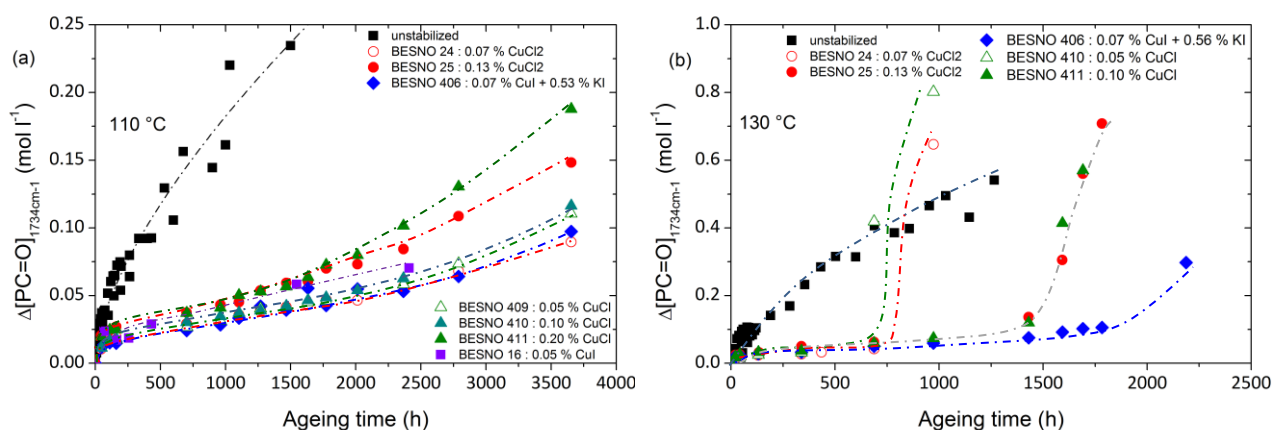 (a)
unstabilized
BESNO 24 : 0.07 % CuCl2
BESNO 25 : 0.13 % CuCl2
BESNO 406 : 0.07 % CuI + 0.53 % KI
110 °C
BESNO 409 : 0.05 % CuCl
BESNO 410 : 0.10 % CuCl
BESNO 411 : 0.20 % CuCl
BESNO 16 : 0.05 % CuI
0.25
0.20
0.15
0.10
0.05
0.00
Δ[PC=O]1734cm-1 (mol l-1)
0 500 1000 1500 2000 2500 3000 3500 4000
Ageing time (h)
(b)
unstabilized
BESNO 24 : 0.07 % CuCl2
BESNO 25 : 0.13 % CuCl2
BESNO 406 : 0.07 % CuI + 0.56 % KI
BESNO 410 : 0.05 % CuCl
BESNO 411 : 0.10 % CuCl
130 °C
1.0
0.8
0.6
0.4
0.2
0.0
Δ[PC=O]1734cm-1 (mol l-1)
0 500 1000 1500 2000 2500
Ageing time (h)